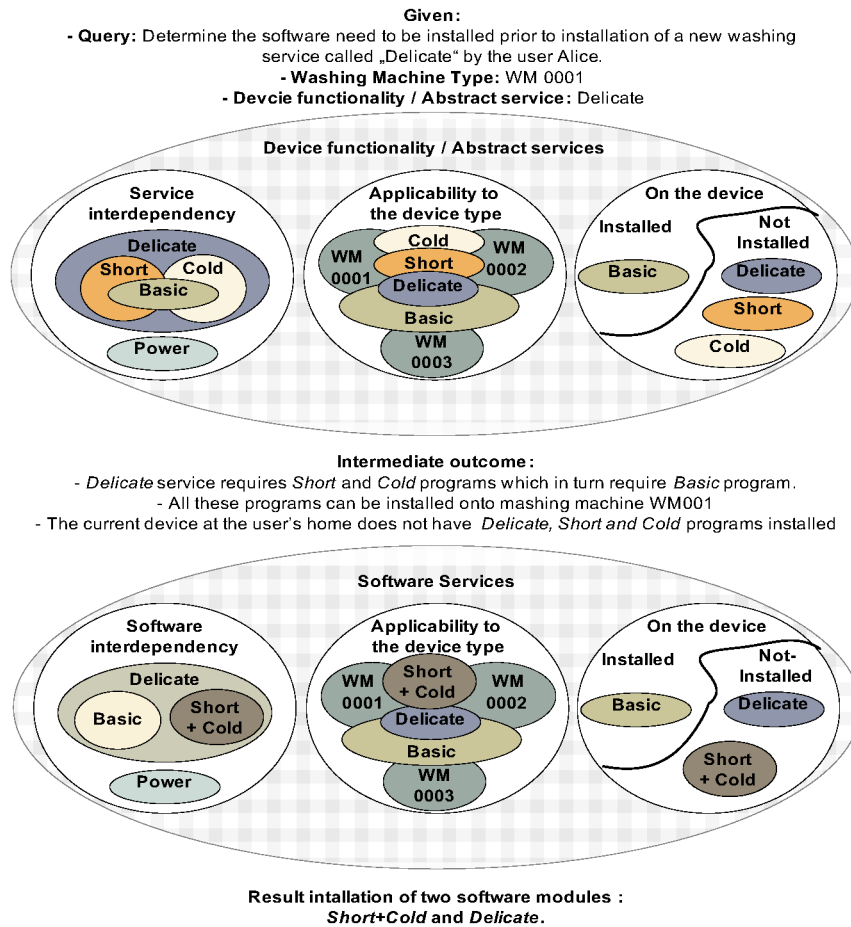 Given:
- Query: Determine the software need to be installed prior to installation of a new washing
service called „Delicate“ by the user Alice.
- Washing Machine Type: WM 0001
- Devcie functionality / Abstract service: Delicate
Device functionality / Abstract services
Service
interdependency
Delicate
Short
Cold
Basic
Power
Applicability to
the device type
Cold
WM
0001
Short
WM
0002
Delicate
Basic
WM
0003
On the device
Installed
Not
Installed
Basic
Delicate
Short
Cold
Intermediate outcome:
- Delicate service requires Short and Cold programs which in turn require Basic program.
- All these programs can be installed onto mashing machine WM001
- The current device at the user's home does not have Delicate, Short and Cold programs installed
Software Services
Software
interdependency
Delicate
Basic
Short
+ Cold
Power
Applicability to
the device type
WM
0001
Short
+ Cold
WM
0002
Delicate
Basic
WM
0003
On the device
Installed
Not-
Installed
Basic
Delicate
Short
+ Cold
Result intallation of two software modules :
Short+Cold and Delicate.